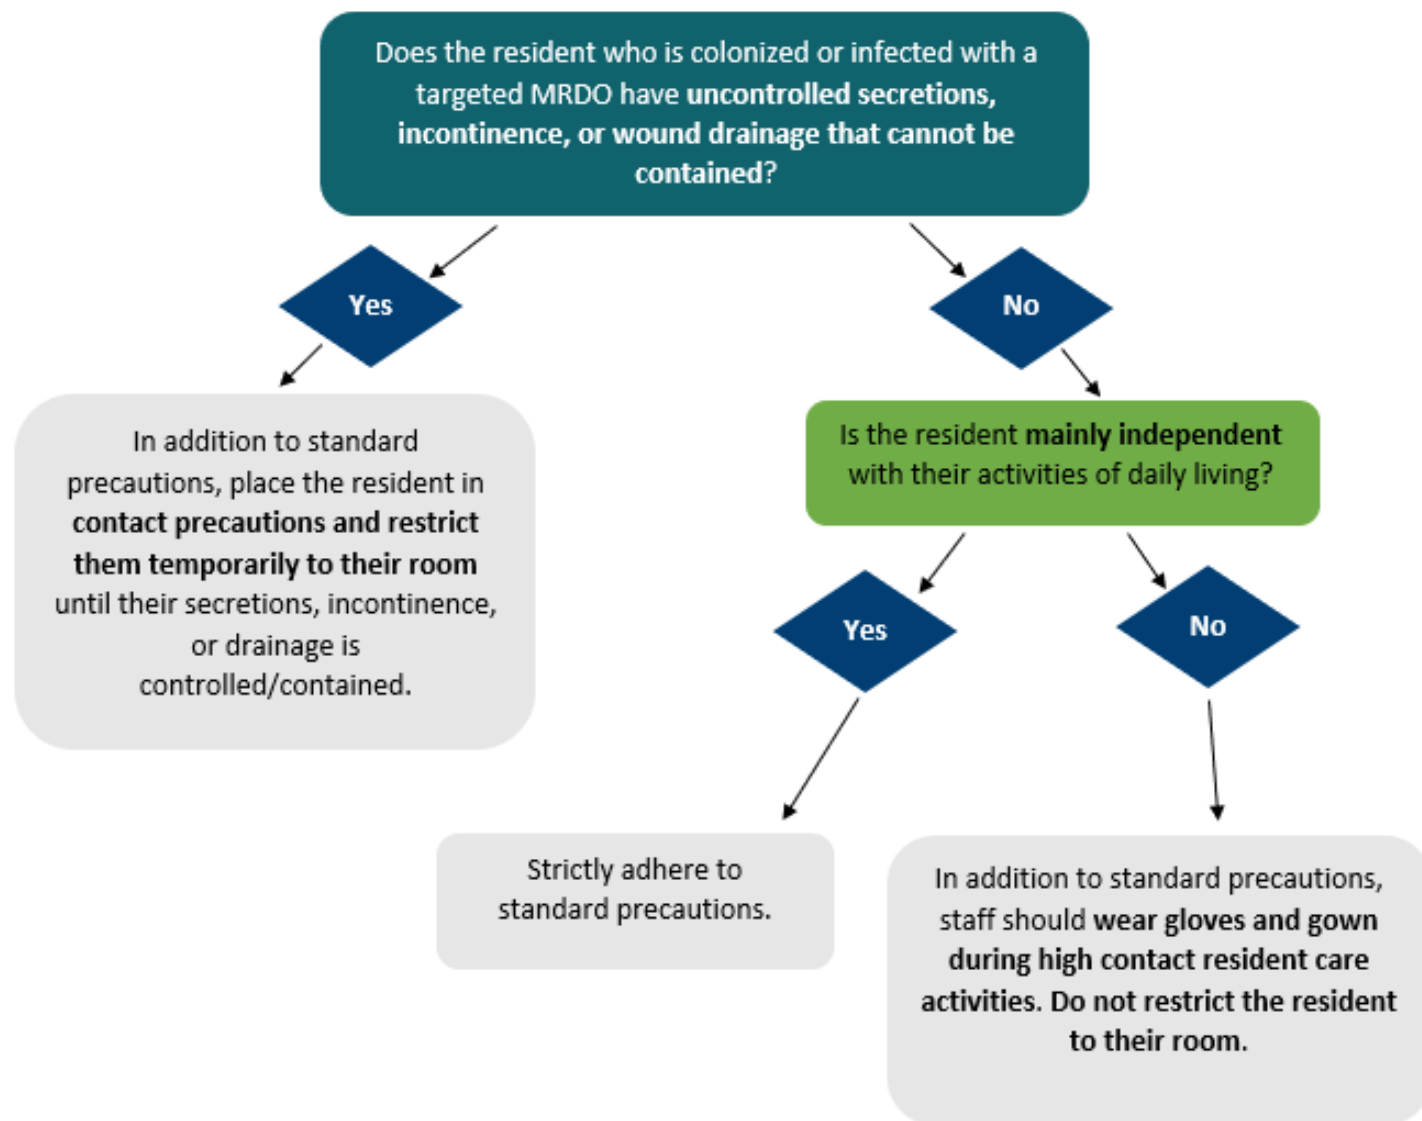 Does the resident who is colonized or infected with a
targeted MRDO have uncontrolled secretions,
incontinence, or wound drainage that cannot be
contained?
Yes
No
In addition to standard
precautions, place the resident in
contact precautions and restrict
them temporarily to their room
until their secretions, incontinence,
or drainage is
controlled/contained.
Is the resident mainly independent
with their activities of daily living?
Yes
No
Strictly adhere to
standard precautions.
In addition to standard precautions,
staff should wear gloves and gown
during high contact resident care
activities. Do not restrict the resident
to their room.